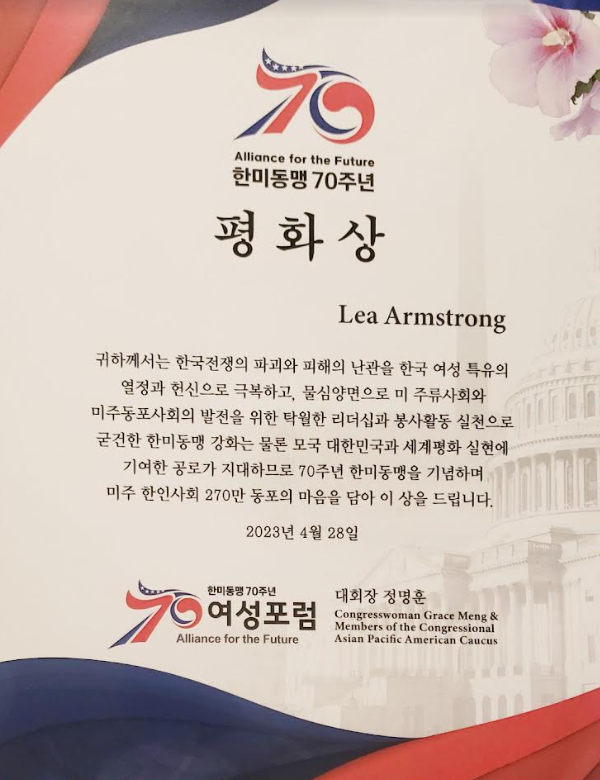 70
Alliance for the Future
한미동맹 70주년
평화상
Lea Armstrong
귀하께서는 한국전쟁의 파괴와 피해의 난관을 한국 여성 특유의
열정과 헌신으로 극복하고, 물심양면으로 미 주류사회와
미주동포사회의 발전을 위한 탁월한 리더십과 봉사활동 실천으로
굳건한 한미동맹 강화는 물론 모국 대한민국과 세계평화 실현에
기여한 공로가 지대하므로 70주년 한미동맹을 기념하며
미주 한인사회 270만 동포의 마음을 담아 이 상을 드립니다.
2023년 4월 28일
70
한미동맹 70주년
여성포럼
Alliance for the Future
대회장 정명훈
Congresswoman Grace Meng &
Members of the Congressional
Asian Pacific American Caucus